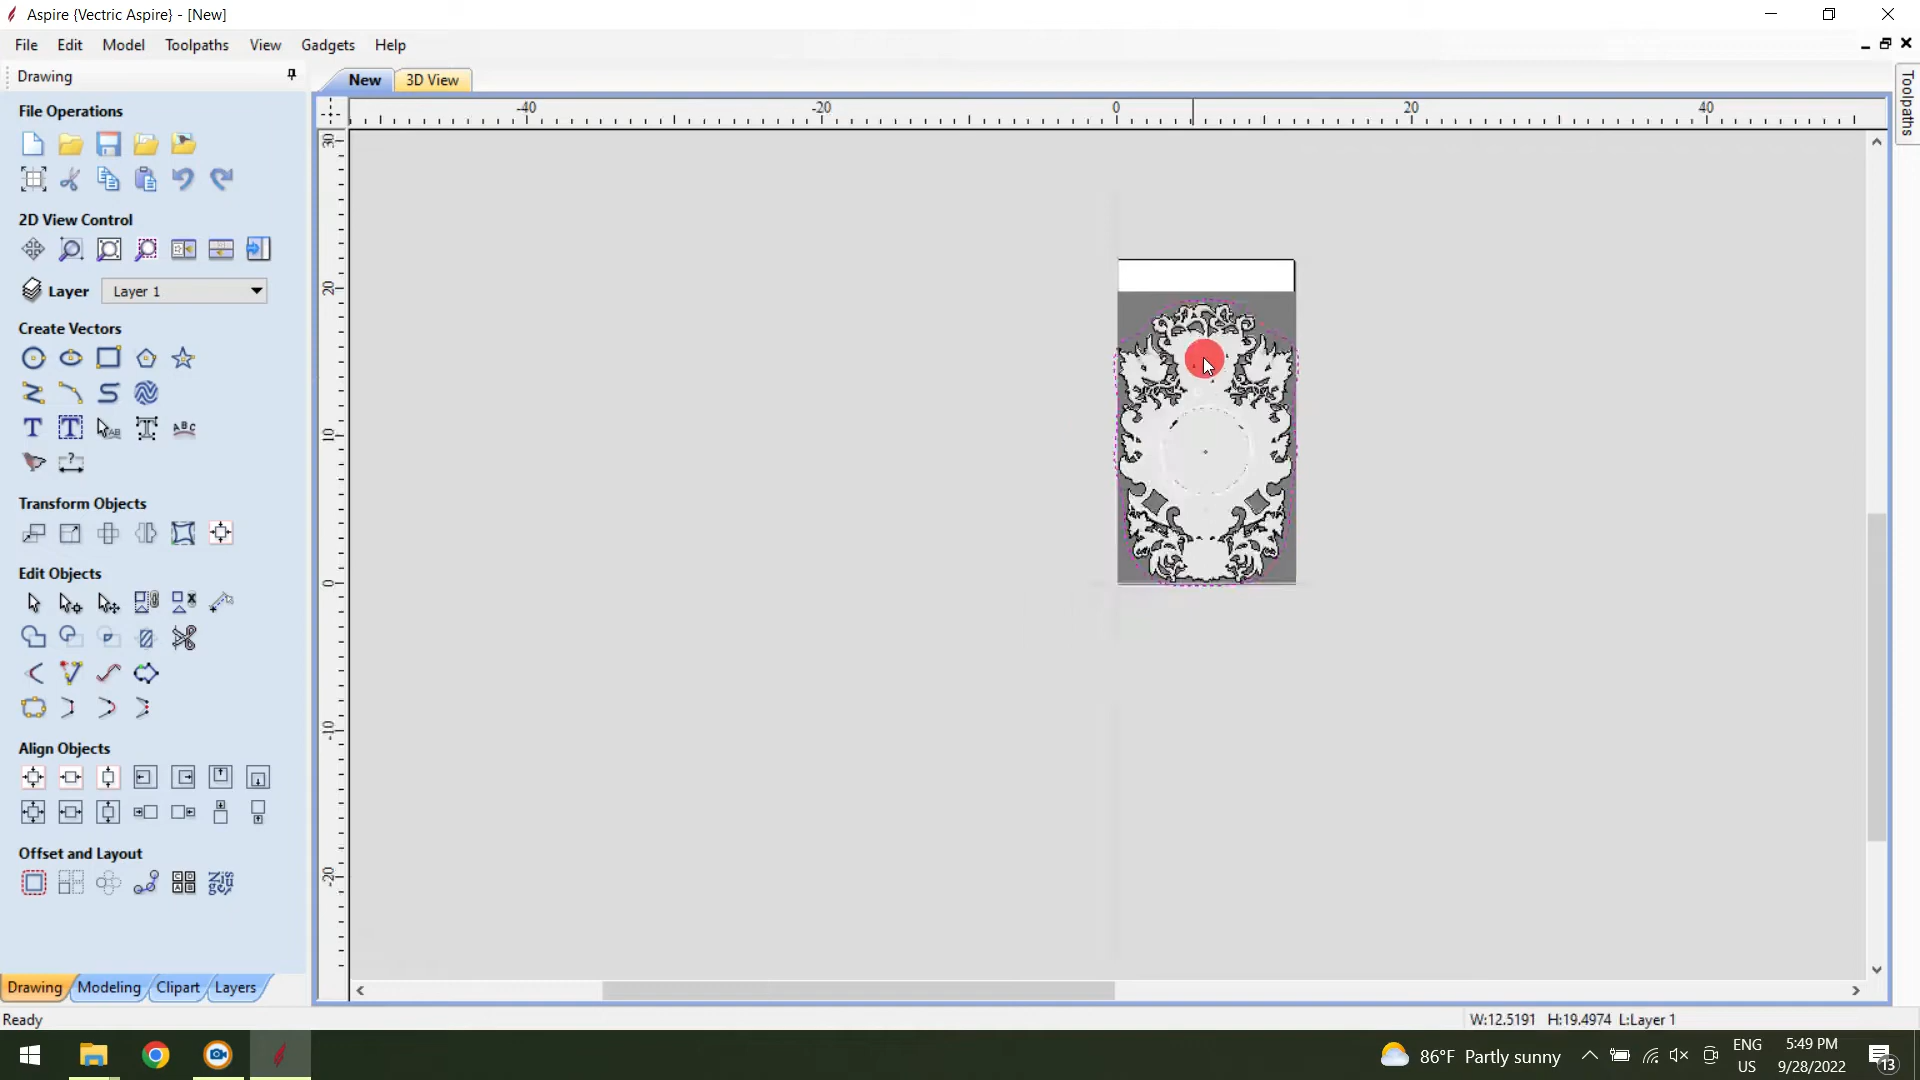 Aspire {Vectric Aspire} - [New]
File Edit Model Toolpaths View Gadgets Help
Drawing
New 3D View
Toolpaths
File Operations
-40 -20 0 20 40
30
20
10
0
-10
-20
2D View Control
Layer Layer 1
Create Vectors
Transform Objects
Edit Objects
Align Objects
Offset and Layout
Drawing Modeling Clipart Layers
Ready
W:12.5191 H:19.4974 L:Layer 1
86°F Partly sunny
ENG
US
5:49 PM
9/28/2022
13